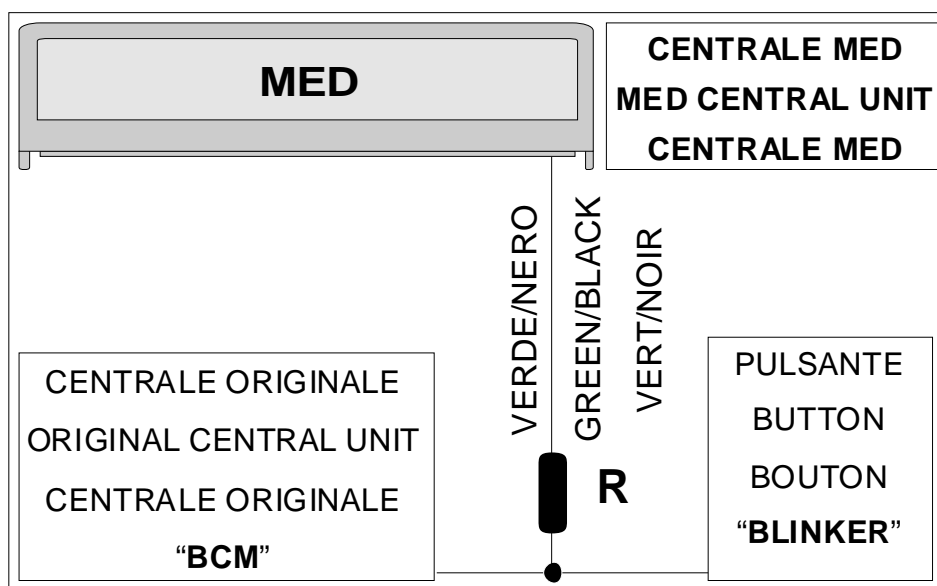 MED
CENTRALE MED
MED CENTRAL UNIT
CENTRALE MED
VERDE/NERO
GREEN/BLACK
VERT/NOIR
CENTRALE ORIGINALE
ORIGINAL CENTRAL UNIT
CENTRALE ORIGINALE
“BCM”
R
PULSANTE
BUTTON
BOUTON
“BLINKER”